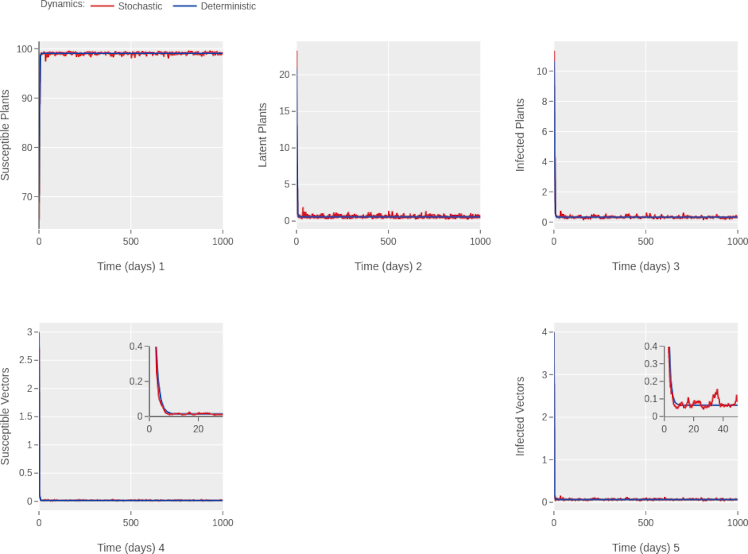 Dynamics: Stochastic Deterministic
Susceptible Plants
100
90
80
70
0 500 1000
Time (days) 1
Latent Plants
20
15
10
5
0
0 500 1000
Time (days) 2
Infected Plants
10
8
6
4
2
0
0 500 1000
Time (days) 3
Susceptible Vectors
3
2.5
2
1.5
1
0.5
0
0 500 1000
Time (days) 4
0.4
0.2
0
0 20
Infected Vectors
4
3
2
1
0
0 500 1000
Time (days) 5
0.4
0.3
0.2
0.1
0
0 20 40